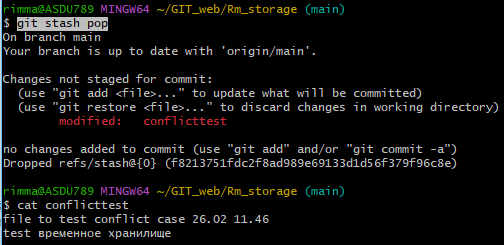 rimma@ASDU789 MINGW64 ~/GIT_web/Rm_storage (main)
$ git stash pop
On branch main
Your branch is up to date with 'origin/main'.
Changes not staged for commit:
(use "git add <file>..." to update what will be committed)
(use "git restore <file>..." to discard changes in working directory)
modified: conflicttest
no changes added to commit (use "git add" and/or "git commit -a")
Dropped refs/stash@{0} (f8213751fdc2f8ad989e69133d1d56f379f96c8e)
rimma@ASDU789 MINGW64 ~/GIT_web/Rm_storage (main)
$ cat conflicttest
file to test conflict case 26.02 11.46
test временное хранилище